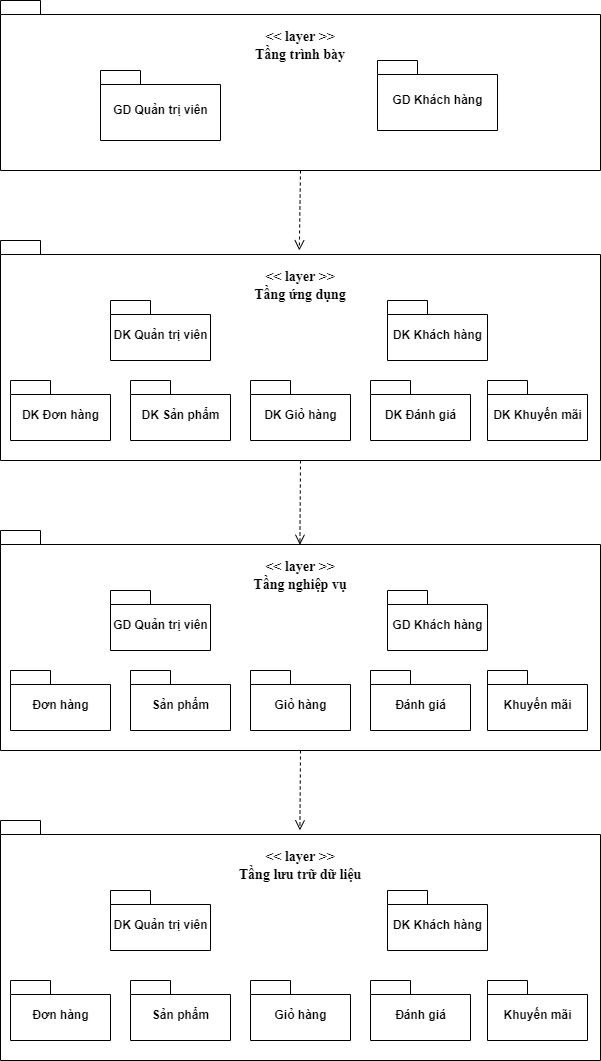 << layer >>
Tầng trình bày
GD Quản trị viên
GD Khách hàng
<< layer >>
Tầng ứng dụng
DK Quản trị viên
DK Khách hàng
DK Đơn hàng
DK Sản phẩm
DK Giỏ hàng
DK Đánh giá
DK Khuyến mãi
<< layer >>
Tầng nghiệp vụ
GD Quản trị viên
GD Khách hàng
Đơn hàng
Sản phẩm
Giỏ hàng
Đánh giá
Khuyến mãi
<< layer >>
Tầng lưu trữ dữ liệu
DK Quản trị viên
DK Khách hàng
Đơn hàng
Sản phẩm
Giỏ hàng
Đánh giá
Khuyến mãi